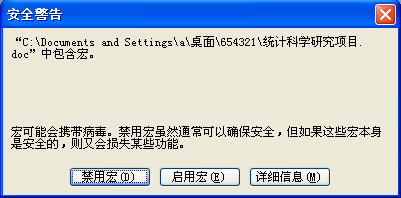 安全警告
“C:\Documents and Settings\a\桌面\654321\统计科学研究项目.
doc”中包含宏。
宏可能会携带病毒。禁用宏虽然通常可以确保安全，但如果这些宏本身
是安全的，则又会损失某些功能。
禁用宏(D) 启用宏(E) 详细信息(M)